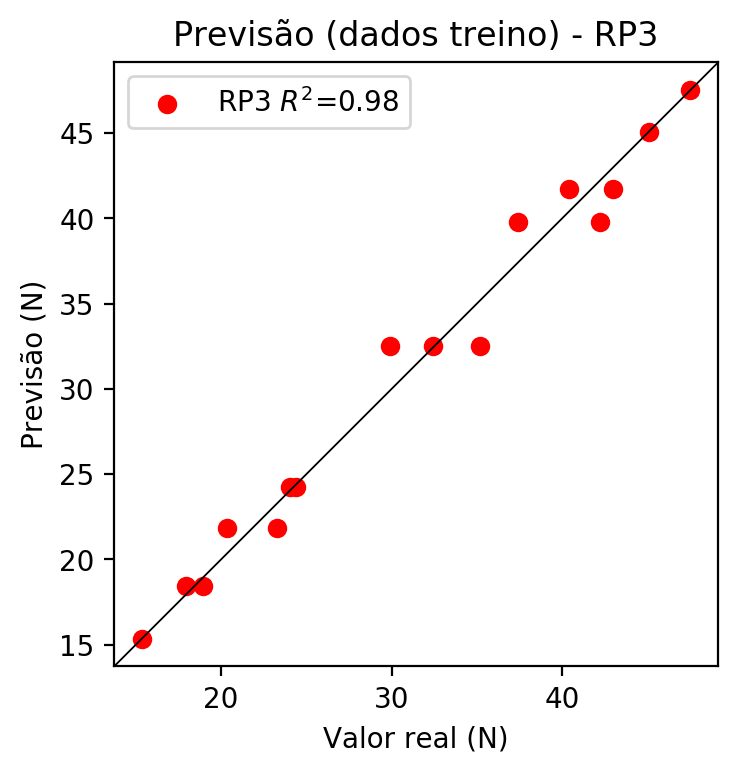 Previsão (dados treino) - RP3
RP3 R²=0.98
45
40
35
30
25
20
15
Previsão (N)
20 30 40
Valor real (N)